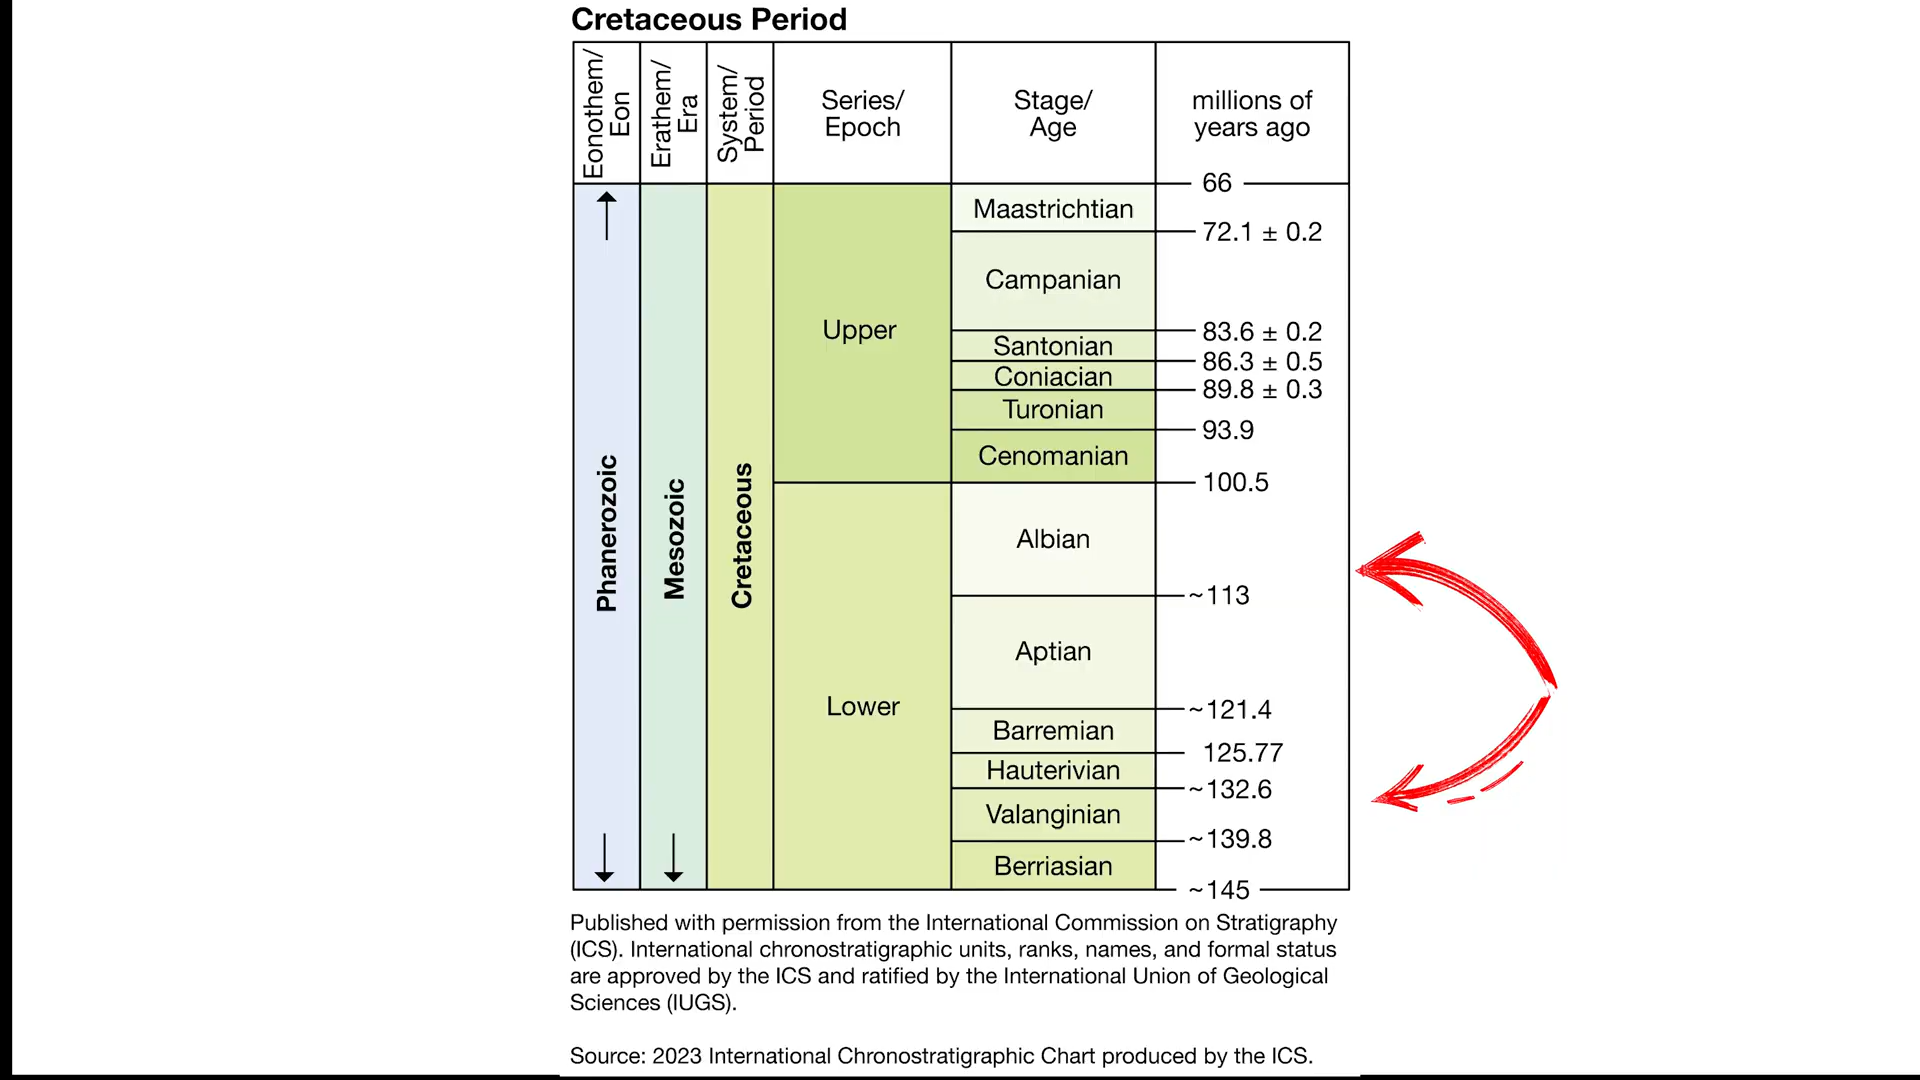 Cretaceous Period
Eonothem/
Eon
Erathem/
Era
System/
Period
Series/
Epoch
Stage/
Age
millions of
years ago
66
Maastrichtian
72.1 ± 0.2
Campanian
Upper
83.6 ± 0.2
Santonian
86.3 ± 0.5
Coniacian
89.8 ± 0.3
Turonian
93.9
Cenomanian
100.5
Phanerozoic
Mesozoic
Cretaceous
Albian
~113
Aptian
Lower
~121.4
Barremian
125.77
Hauterivian
~132.6
Valanginian
~139.8
Berriasian
~145
Published with permission from the International Commission on Stratigraphy
(ICS). International chronostratigraphic units, ranks, names, and formal status
are approved by the ICS and ratified by the International Union of Geological
Sciences (IUGS).
Source: 2023 International Chronostratigraphic Chart produced by the ICS.